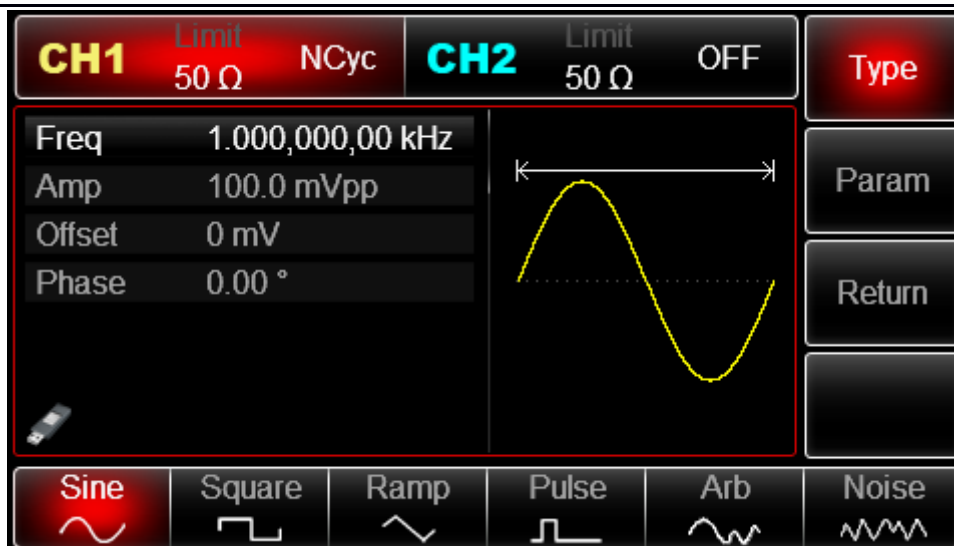 CH1 Limit 50 Ω NCyc CH2 Limit 50 Ω OFF
Type
Freq 1.000,000,00 kHz
Amp 100.0 mVpp
Param
Offset 0 mV
Phase 0.00 °
Return
Sine Square Ramp Pulse Arb Noise